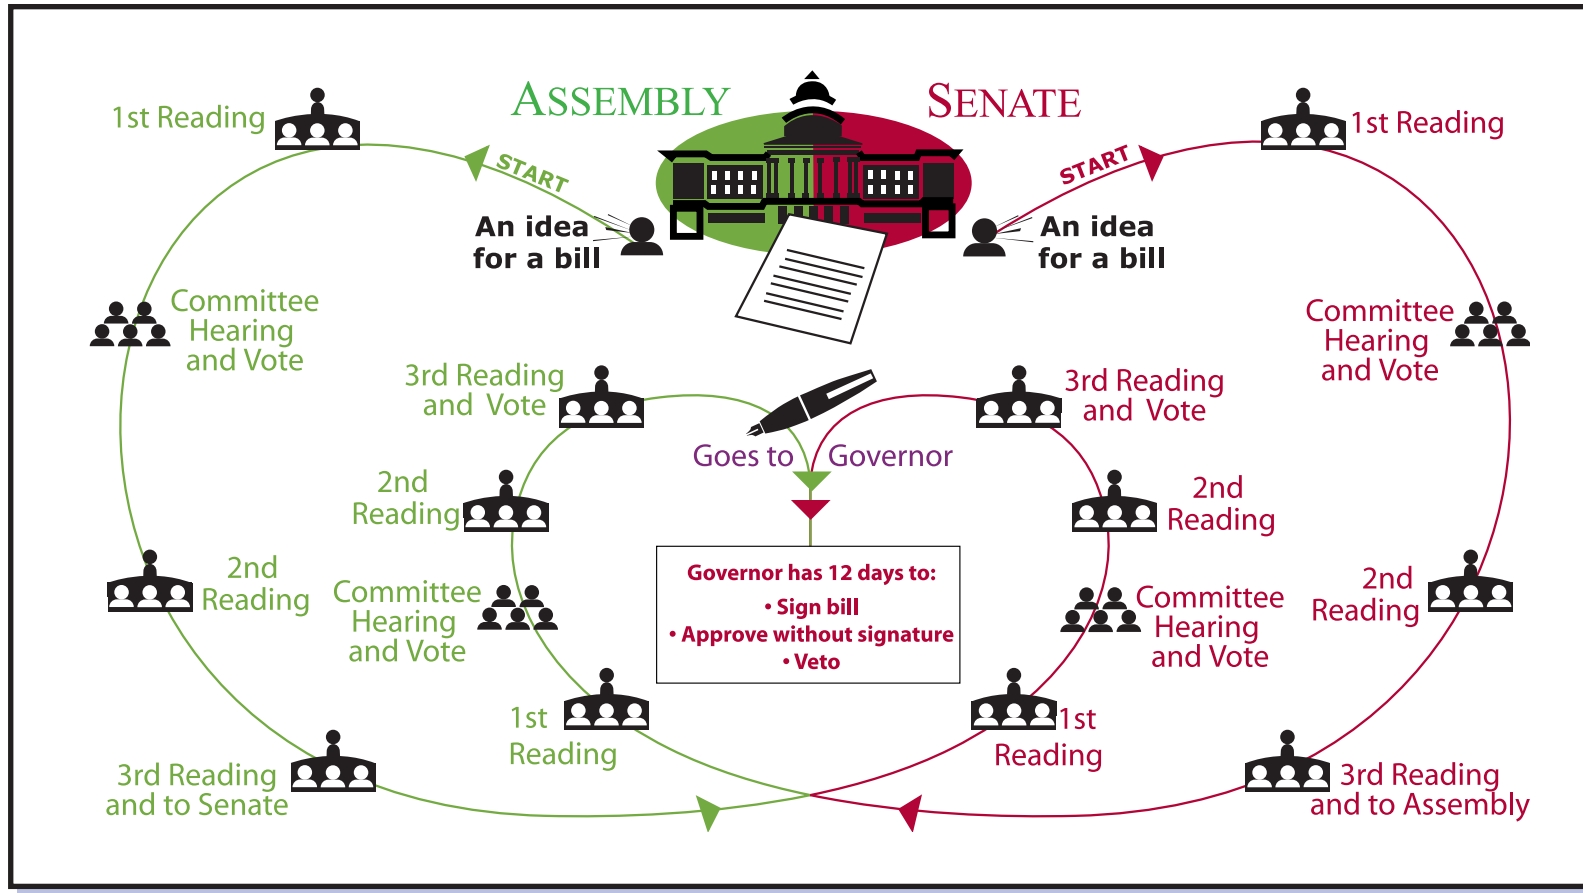 ASSEMBLY
SENATE
1st Reading
START
START
1st Reading
An idea
for a bill
An idea
for a bill
Committee
Hearing
and Vote
Committee
Hearing
and Vote
3rd Reading
and Vote
3rd Reading
and Vote
Goes to Governor
2nd
Reading
2nd
Reading
2nd
Reading
Committee
Hearing
and Vote
Governor has 12 days to:
• Sign bill
• Approve without signature
• Veto
Committee
Hearing
and Vote
2nd
Reading
1st
Reading
1st
Reading
3rd Reading
and to Senate
3rd Reading
and to Assembly